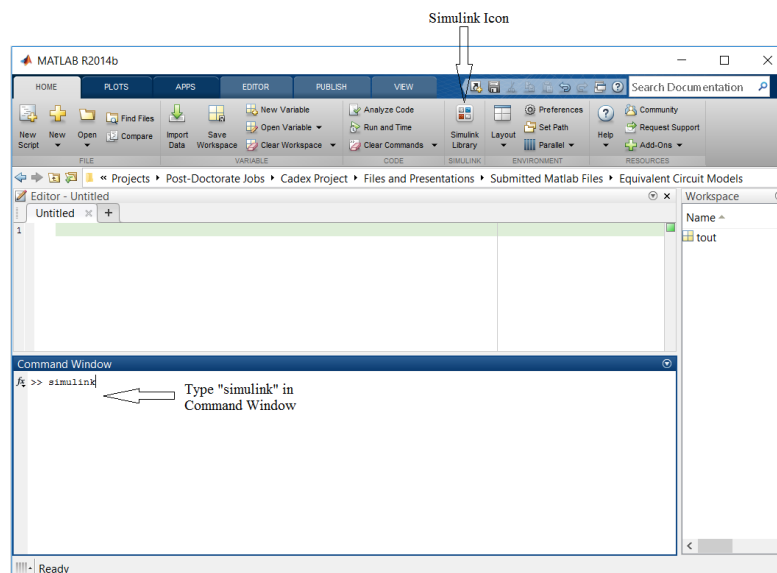 Simulink Icon
MATLAB R2014b
HOME PLOTS APPS EDITOR PUBLISH VIEW Search Documentation
New Script
New
Open
Find Files
Compare
FILE
Import Data
Save Workspace
New Variable
Open Variable
Clear Workspace
VARIABLE
Analyze Code
Run and Time
Clear Commands
CODE
Simulink Library
SIMULINK
Layout
Preferences
Set Path
Parallel
ENVIRONMENT
Help
Community
Request Support
Add-Ons
RESOURCES
« Projects Post-Doctorate Jobs Cadex Project Files and Presentations Submitted Matlab Files Equivalent Circuit Models
Editor - Untitled
Untitled
1
Workspace
Name
tout
Command Window
fx >> simulink
Type "simulink" in
Command Window
Ready